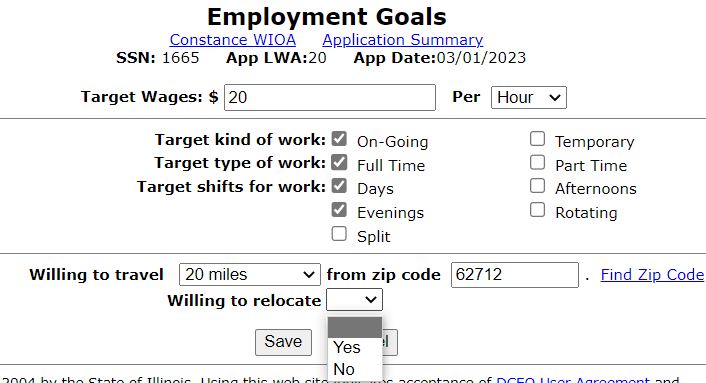 Employment Goals
Constance WIOA Application Summary
SSN: 1665 App LWA:20 App Date:03/01/2023
Target Wages: $ 20 Per Hour
Target kind of work: On-Going Temporary
Target type of work: Full Time Part Time
Target shifts for work: Days Afternoons
Evenings Rotating
Split
Willing to travel 20 miles from zip code 62712 . Find Zip Code
Willing to relocate
Save
Yes
No
2004 by the State of Illinois. Using this web site acceptance of DCEO User Agreement and